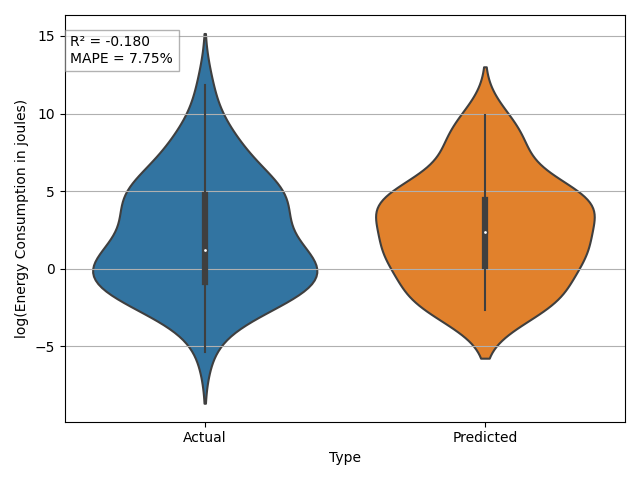 15
R² = -0.180
MAPE = 7.75%
10
5
0
−5
log(Energy Consumption in joules)
Actual
Predicted
Type